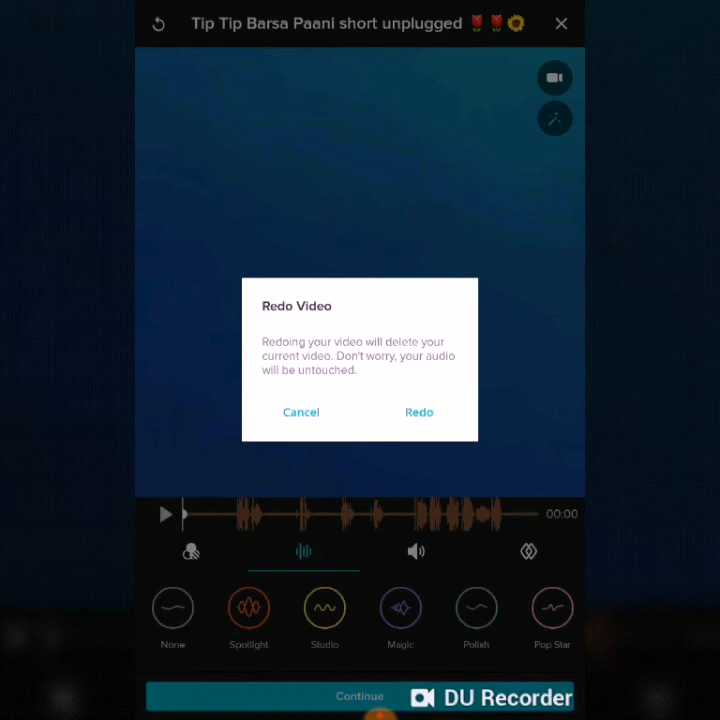 Tip Tip Barsa Paani short unplugged 🌷🌷🌻
Redo Video
Redoing your video will delete your
current video. Don't worry, your audio
will be untouched.
Cancel Redo
00:00
None Spotlight Studio Magic Polish Pop Star
Continue
DU Recorder